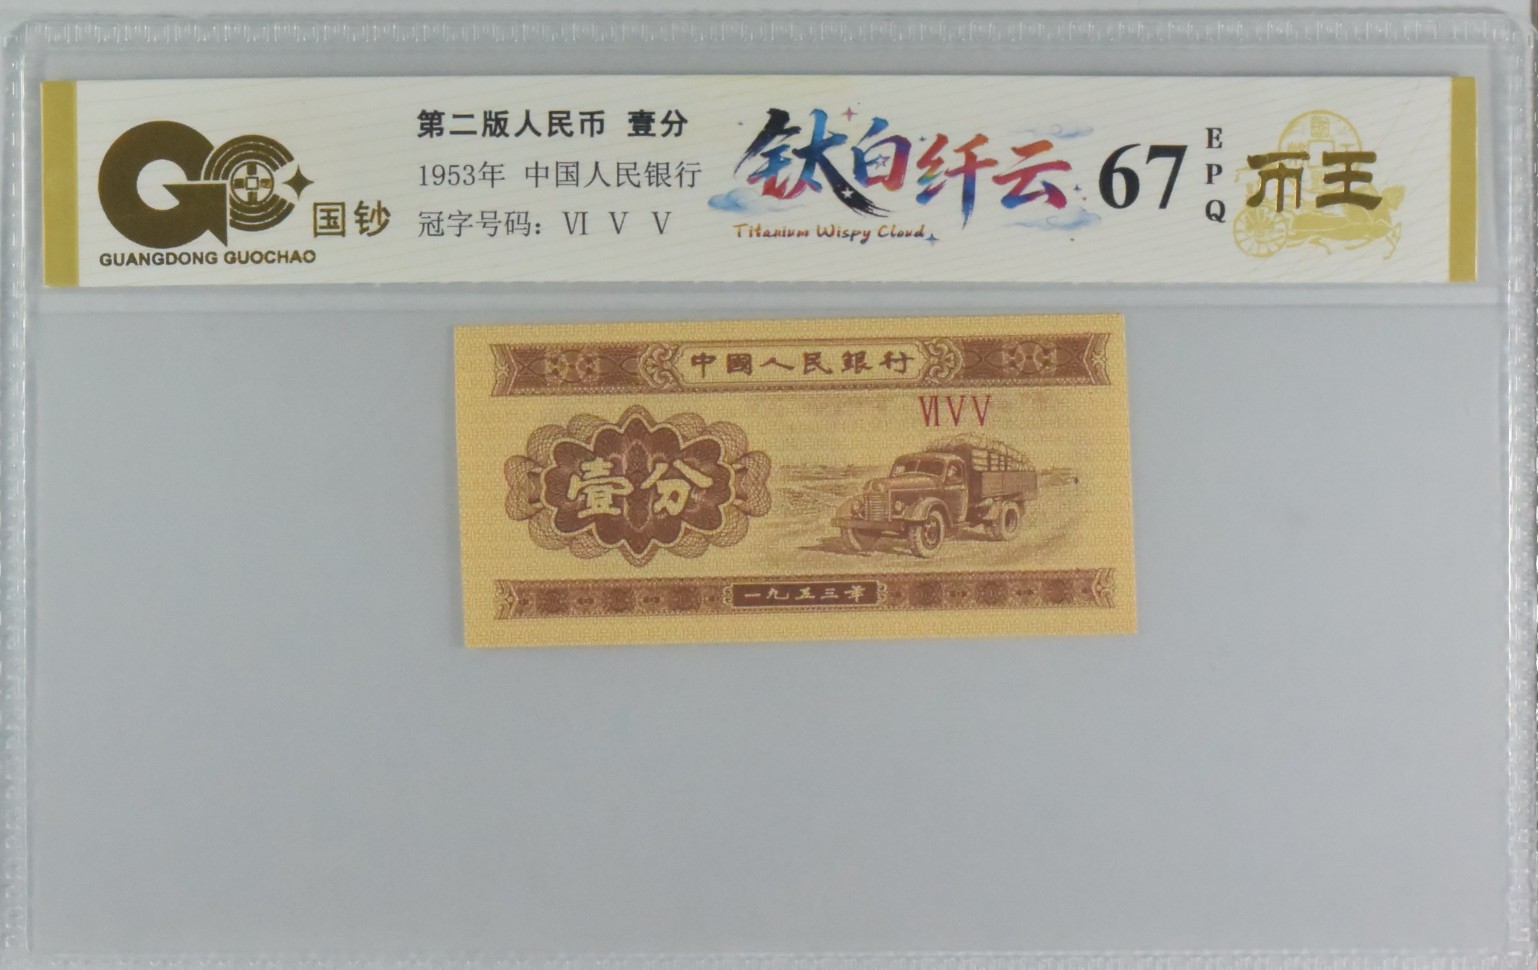 国钞
GUANGDONG GUOCHAO
第二版人民币 壹分
1953年 中国人民银行
冠字号码：Ⅵ Ⅴ Ⅴ
钛白纤云
Titanium Wispy Cloud
67
EPQ
币王
中國人民銀行
ⅥⅤⅤ
壹分
一九五三年